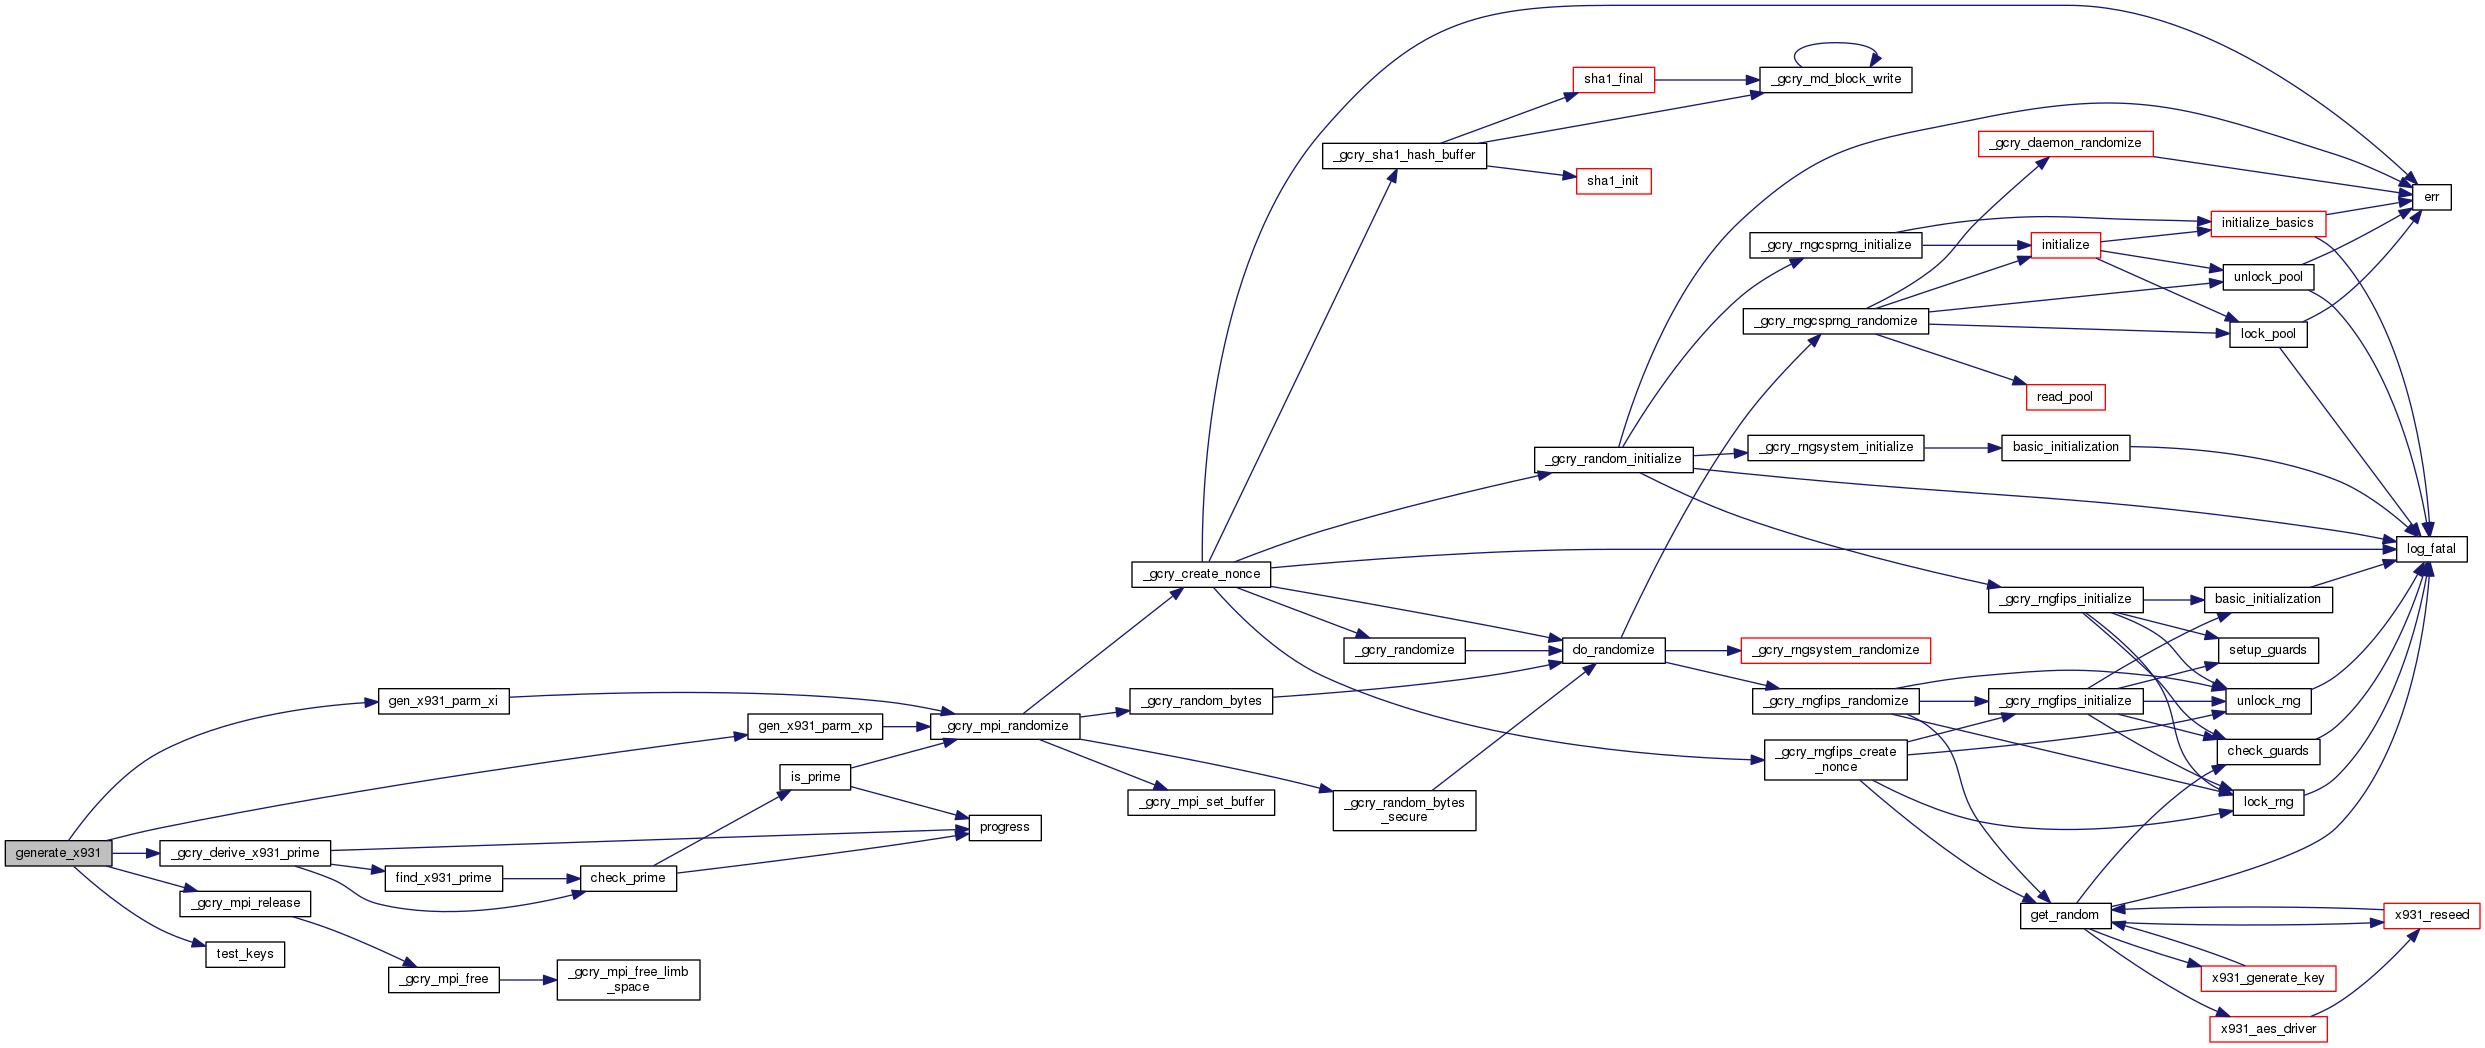 sha1_final
_gcry_md_block_write
_gcry_daemon_randomize
_gcry_sha1_hash_buffer
sha1_init
err
initialize_basics
_gcry_rngcsprng_initialize
initialize
unlock_pool
_gcry_rngcsprng_randomize
lock_pool
read_pool
_gcry_random_initialize
_gcry_rngsystem_initialize
basic_initialization
log_fatal
_gcry_create_nonce
_gcry_rngfips_initialize
basic_initialization
_gcry_randomize
do_randomize
_gcry_rngsystem_randomize
setup_guards
gen_x931_parm_xi
_gcry_random_bytes
_gcry_rngfips_randomize
_gcry_rngfips_initialize
unlock_rng
gen_x931_parm_xp
_gcry_mpi_randomize
_gcry_rngfips_create
_nonce
check_guards
is_prime
_gcry_mpi_set_buffer
_gcry_random_bytes
_secure
lock_rng
progress
generate_x931
_gcry_derive_x931_prime
find_x931_prime
check_prime
_gcry_mpi_release
get_random
x931_reseed
test_keys
_gcry_mpi_free
_gcry_mpi_free_limb
_space
x931_generate_key
x931_aes_driver